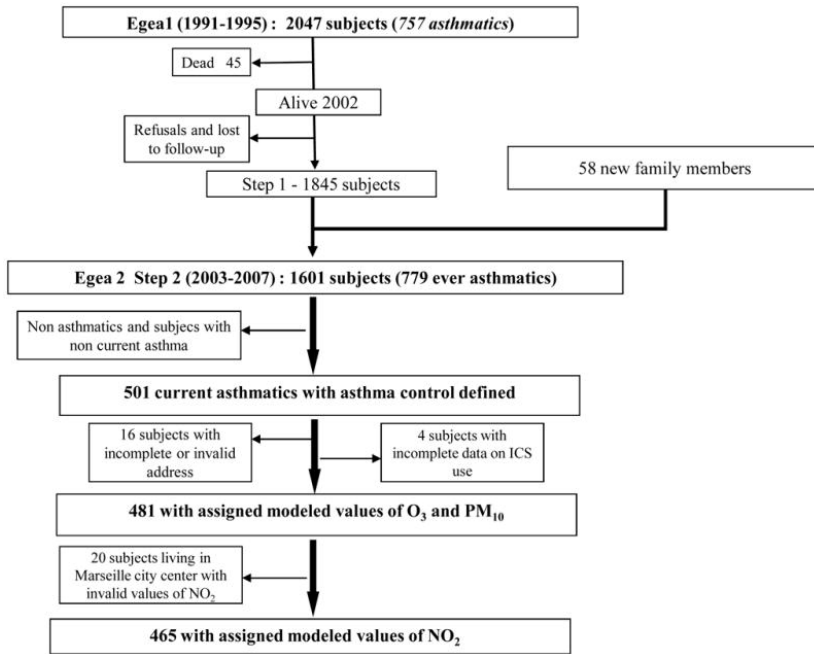 Egea1 (1991-1995) : 2047 subjects (757 asthmatics)
Dead 45
Alive 2002
Refusals and lost
to follow-up
58 new family members
Step 1 - 1845 subjects
Egea 2 Step 2 (2003-2007) : 1601 subjects (779 ever asthmatics)
Non asthmatics and subjecs with
non current asthma
501 current asthmatics with asthma control defined
16 subjects with
incomplete or invalid
address
4 subjects with
incomplete data on ICS
use
481 with assigned modeled values of O3 and PM10
20 subjects living in
Marseille city center with
invalid values of NO2
465 with assigned modeled values of NO2